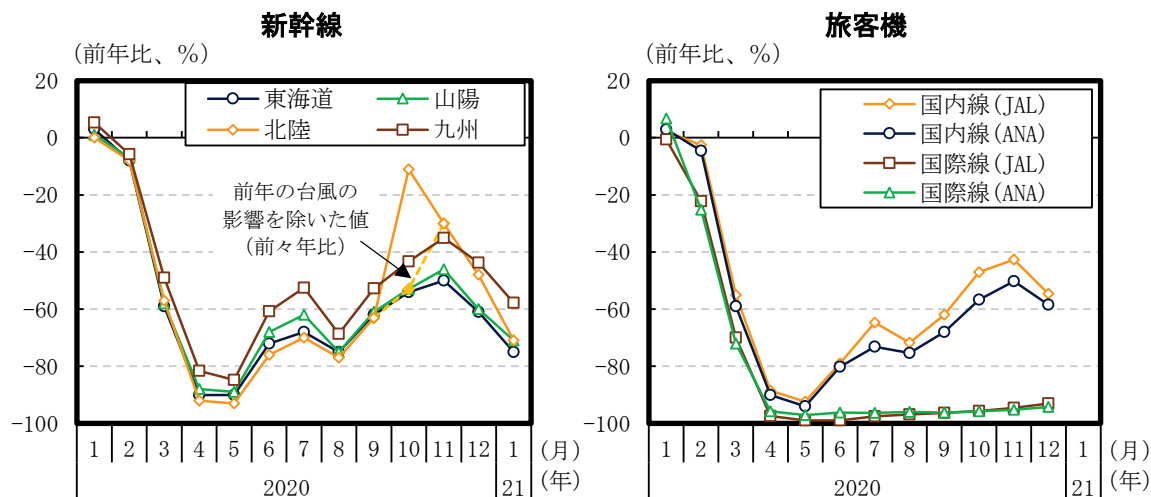 新幹線
(前年比、%)
20
0
-20
-40
-60
-80
-100
東海道
山陽
北陸
九州
前年の台風の
影響を除いた値
(前々年比)
1 2 3 4 5 6 7 8 9 10 11 12 1 (月)
2020 21 (年)
旅客機
(前年比、%)
20
0
-20
-40
-60
-80
-100
国内線(JAL)
国内線(ANA)
国際線(JAL)
国際線(ANA)
1 2 3 4 5 6 7 8 9 10 11 12 1 (月)
2020 21 (年)